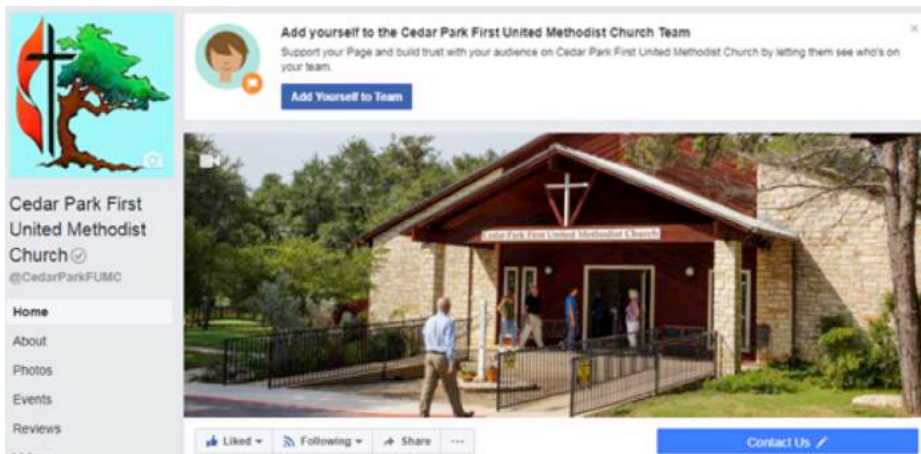 Add yourself to the Cedar Park First United Methodist Church Team
Support your Page and build trust with your audience on Cedar Park First United Methodist Church by letting them see who's on
your team.
Add Yourself to Team
Cedar Park First
United Methodist
Church
@CedarParkFUMC
Home
About
Photos
Events
Reviews
Cedar Park First United Methodist Church
Liked
Following
Share
Contact Us